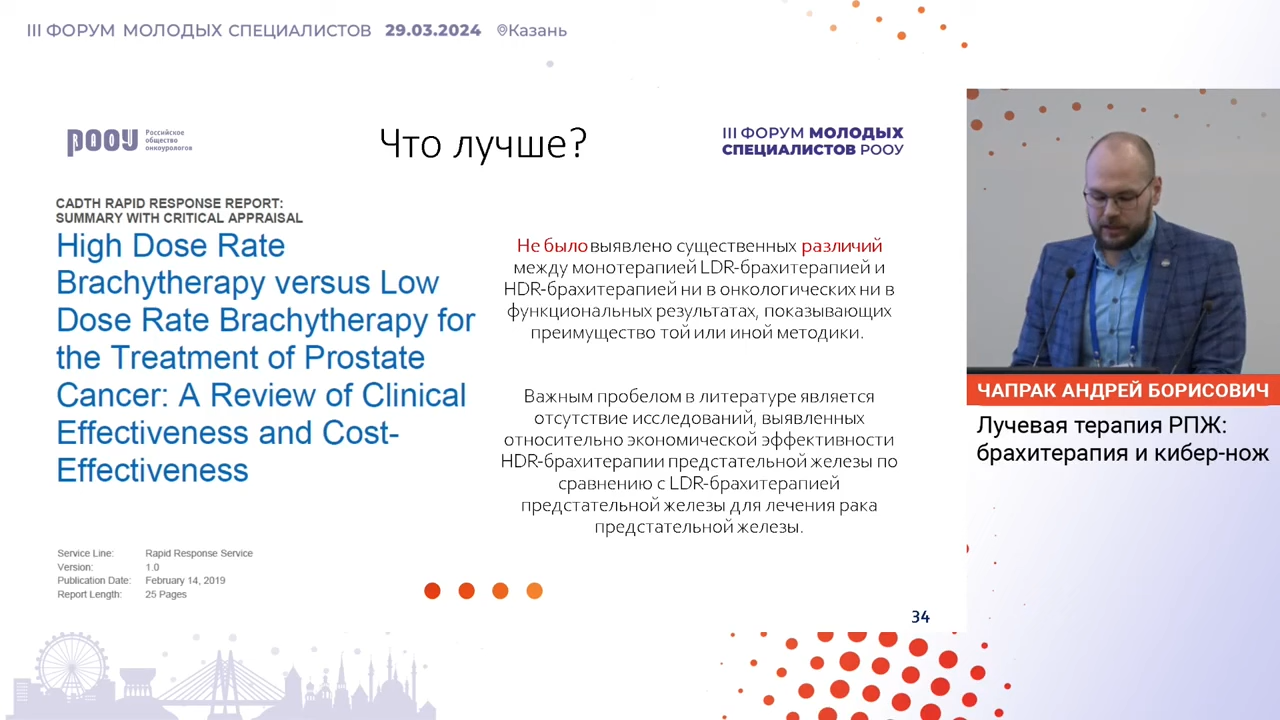 III ФОРУМ МОЛОДЫХ СПЕЦИАЛИСТОВ 29.03.2024 Казань
РООУ
Российское
общество
онкоурологов
Что лучше?
III ФОРУМ МОЛОДЫХ
СПЕЦИАЛИСТОВ РООУ
CADTH RAPID RESPONSE REPORT:
SUMMARY WITH CRITICAL APPRAISAL
High Dose Rate
Brachytherapy versus Low
Dose Rate Brachytherapy for
the Treatment of Prostate
Cancer: A Review of Clinical
Effectiveness and Cost-
Effectiveness
Service Line: Rapid Response Service
Version: 1.0
Publication Date: February 14, 2019
Report Length: 25 Pages
Не было выявлено существенных различий
между монотерапией LDR-брахитерапией и
HDR-брахитерапией ни в онкологических ни в
функциональных результатах, показывающих
преимущество той или иной методики.
Важным пробелом в литературе является
отсутствие исследований, выявленных
относительно экономической эффективности
HDR-брахитерапии предстательной железы по
сравнению с LDR-брахитерапией
предстательной железы для лечения рака
предстательной железы.
34
ЧАПРАК АНДРЕЙ БОРИСОВИЧ
Лучевая терапия РПЖ:
брахитерапия и кибер-нож